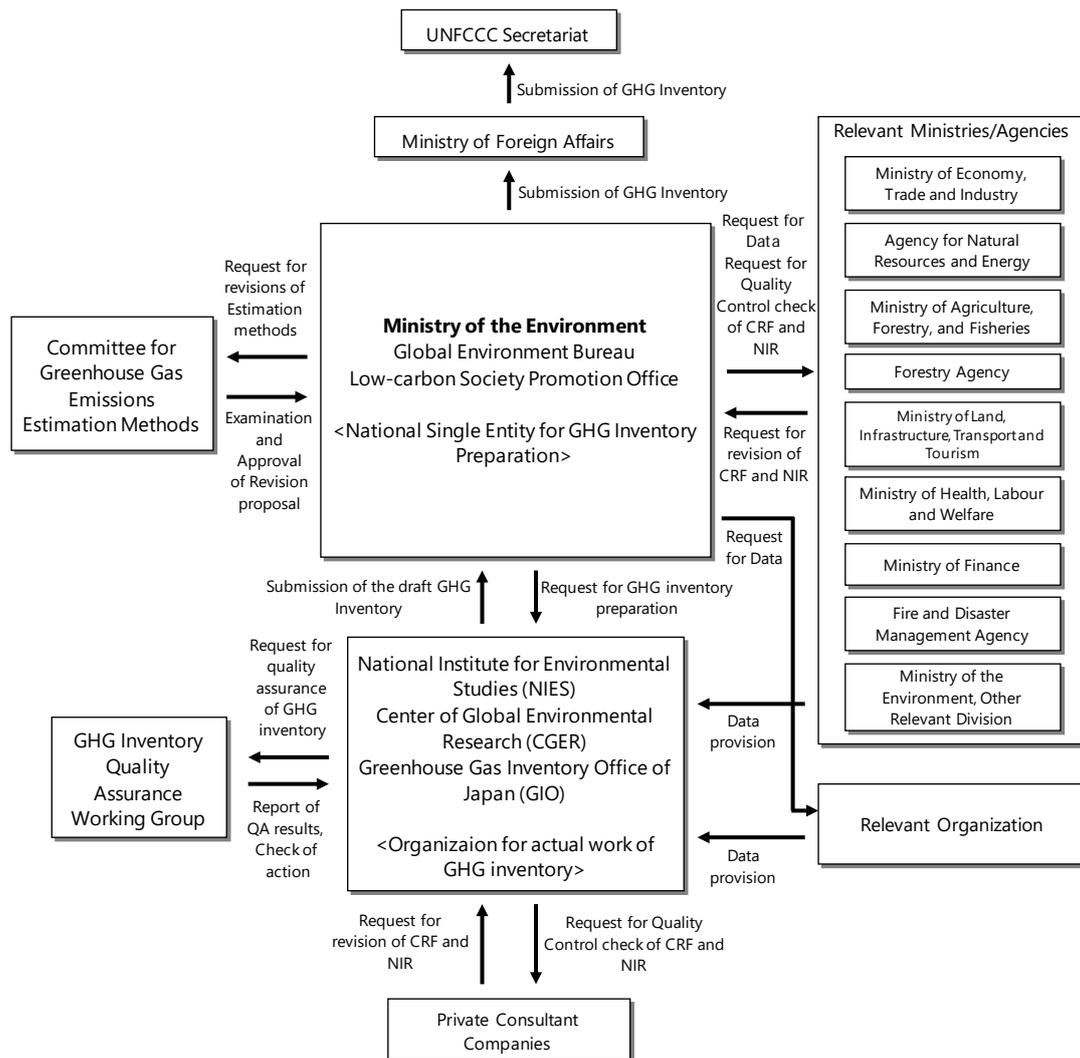 UNFCCC Secretariat
Submission of GHG Inventory
Ministry of Foreign Affairs
Submission of GHG Inventory
Relevant Ministries/Agencies
Ministry of Economy,
Trade and Industry
Agency for Natural
Resources and Energy
Ministry of Agriculture,
Forestry, and Fisheries
Forestry Agency
Ministry of Land,
Infrastructure, Transport and
Tourism
Ministry of Health, Labour
and Welfare
Ministry of Finance
Fire and Disaster
Management Agency
Ministry of the
Environment, Other
Relevant Division
Request for
Data
Request for
Quality
Control check
of CRF and
NIR
Request for
revision of
CRF and NIR
Request
for Data
Ministry of the Environment
Global Environment Bureau
Low-carbon Society Promotion Office
<National Single Entity for GHG Inventory
Preparation>
Request for
revisions of
Estimation
methods
Committee for
Greenhouse Gas
Emissions
Estimation Methods
Examination
and
Approval
of Revision
proposal
Submission of the draft GHG
Inventory
Request for GHG inventory
preparation
National Institute for Environmental
Studies (NIES)
Center of Global Environmental
Research (CGER)
Greenhouse Gas Inventory Office of
Japan (GIO)
<Organizaion for actual work of
GHG inventory>
Request for
quality
assurance
of GHG
inventory
GHG Inventory
Quality
Assurance
Working Group
Report of
QA results,
Check of
action
Data
provision
Relevant Organization
Data
provision
Request for
revision of CRF and
NIR
Request for Quality
Control check of CRF and
NIR
Private Consultant
Companies